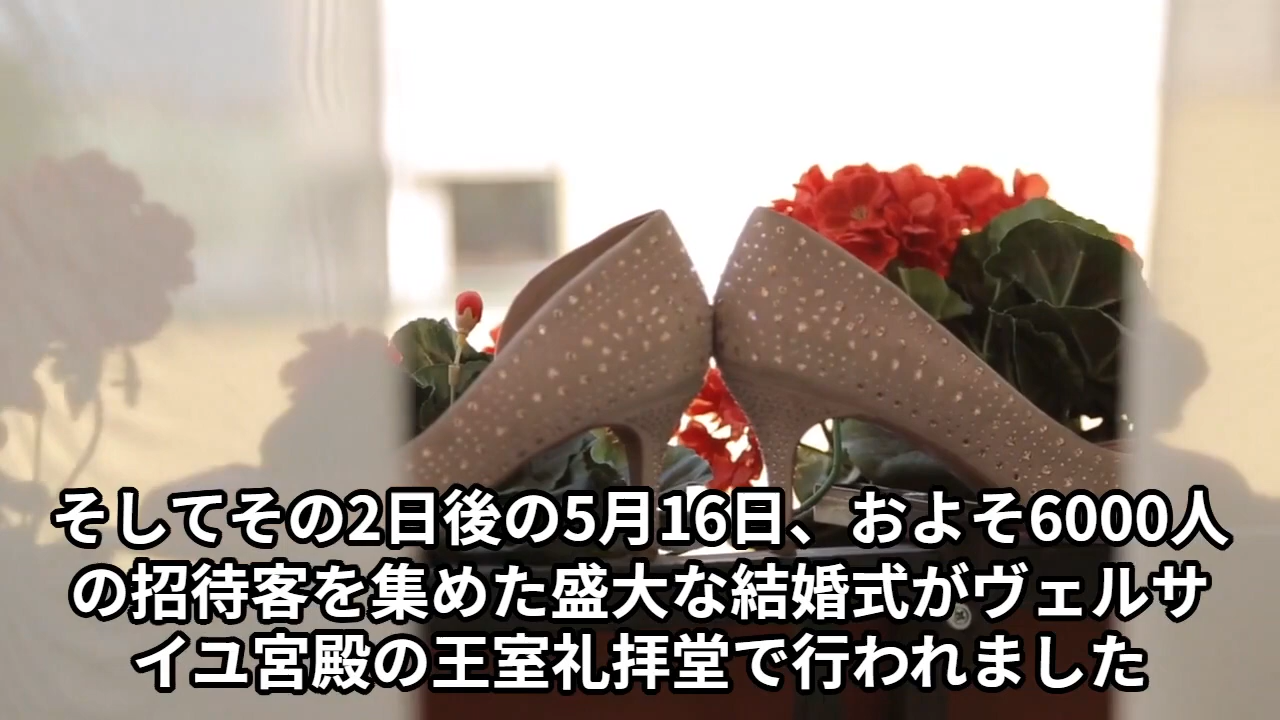 そしてその2日後の5月16日、およそ6000人
の招待客を集めた盛大な結婚式がヴェルサ
イユ宮殿の王室礼拝堂で行われました